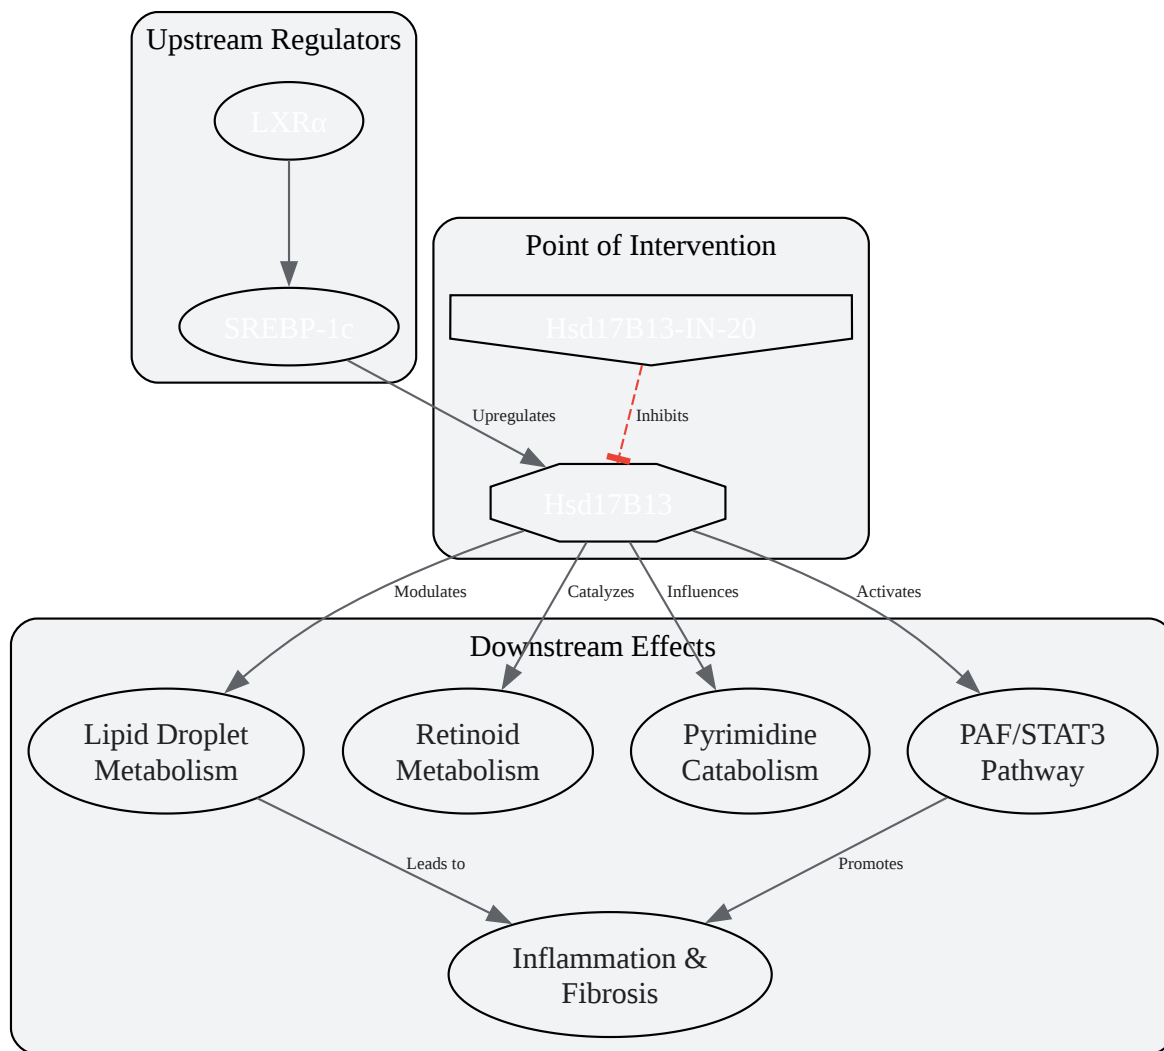 Upstream Regulators
LXRα
SREBP-1c
Point of Intervention
Hsd17B13-IN-20
Upregulates
Inhibits
Hsd17B13
Modulates
Catalyzes
Influences
Activates
Downstream Effects
Lipid Droplet
Metabolism
Retinoid
Metabolism
Pyrimidine
Catabolism
PAF/STAT3
Pathway
Leads to
Promotes
Inflammation &
Fibrosis